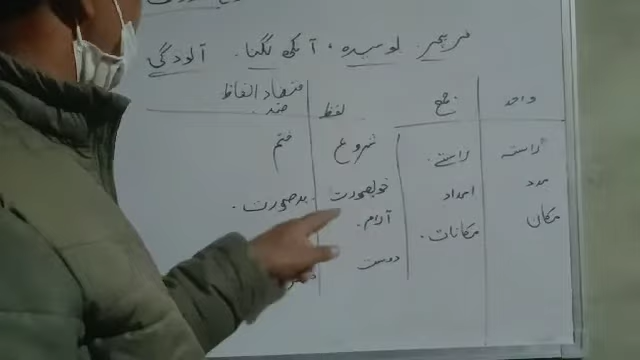 مریجر۔ لوسیدہ، آنکھ لگنا۔ آلودگی
واحد جمع لفظ متضاد الفاظ
ضد
راستہ راستے۔ شروع ختم
مدد امداد خوبصورت بدصورت۔
مکان مکانات۔ آرام۔
دوست